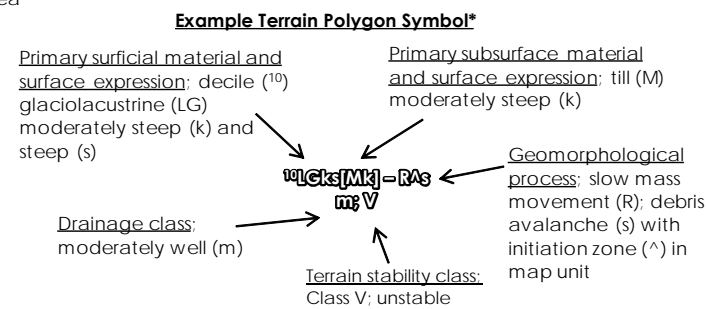 ea
Example Terrain Polygon Symbol*
Primary surficial material and
surface expression; decile (10)
glaciolacustrine (LG)
moderately steep (k) and
steep (s)
Primary subsurface material
and surface expression; till (M)
moderately steep (k)
10LGks[Mk] – R^s
m; V
Geomorphological
process; slow mass
movement (R); debris
avalanche (s) with
initiation zone (^) in
map unit
Drainage class;
moderately well (m)
Terrain stability class;
Class V; unstable